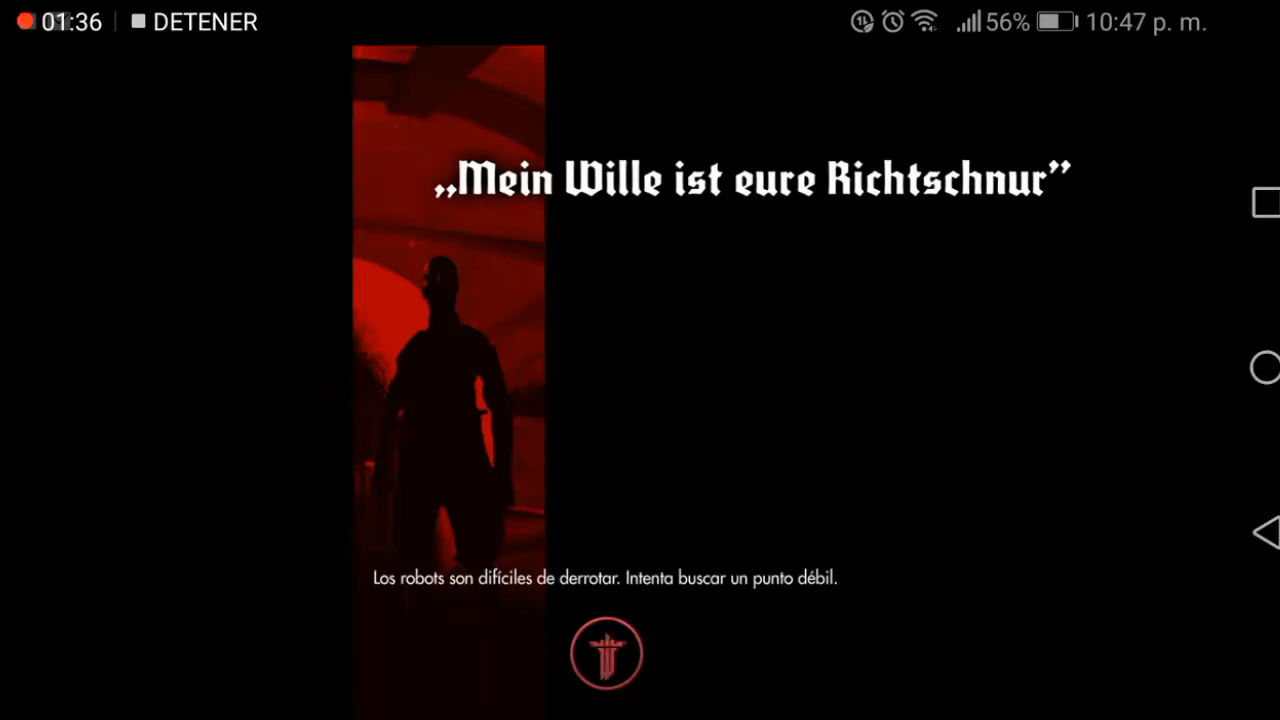 01:36 DETENER 56% 10:47 p. m.
„Mein Wille ist eure Richtschnur”
Los robots son difíciles de derrotar. Intenta buscar un punto débil.